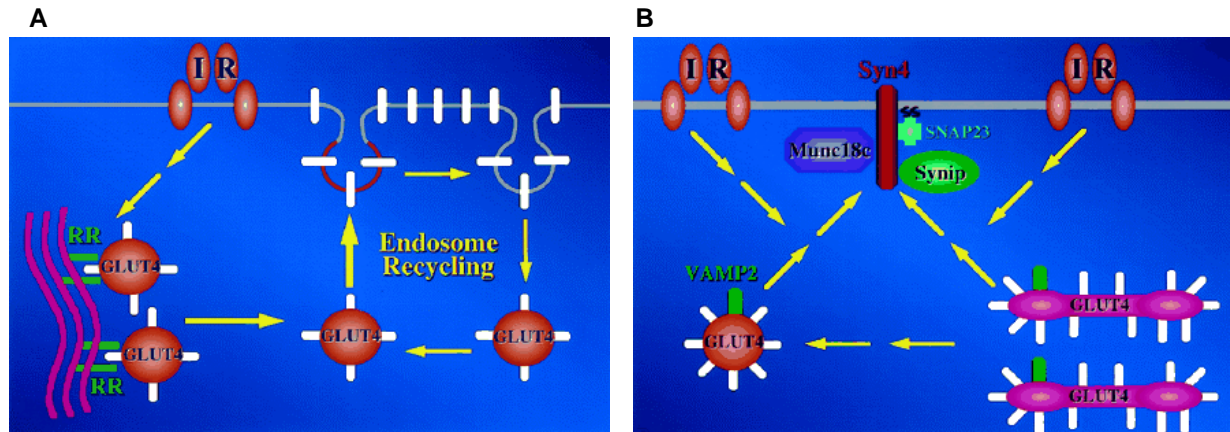 A
I R
RR
GLUT4
GLUT4
RR
Endosome
Recycling
GLUT4
GLUT4
B
I R
Syn4
I R
SNAP23
Munc18c
Synip
VAMP2
GLUT4
GLUT4
GLUT4